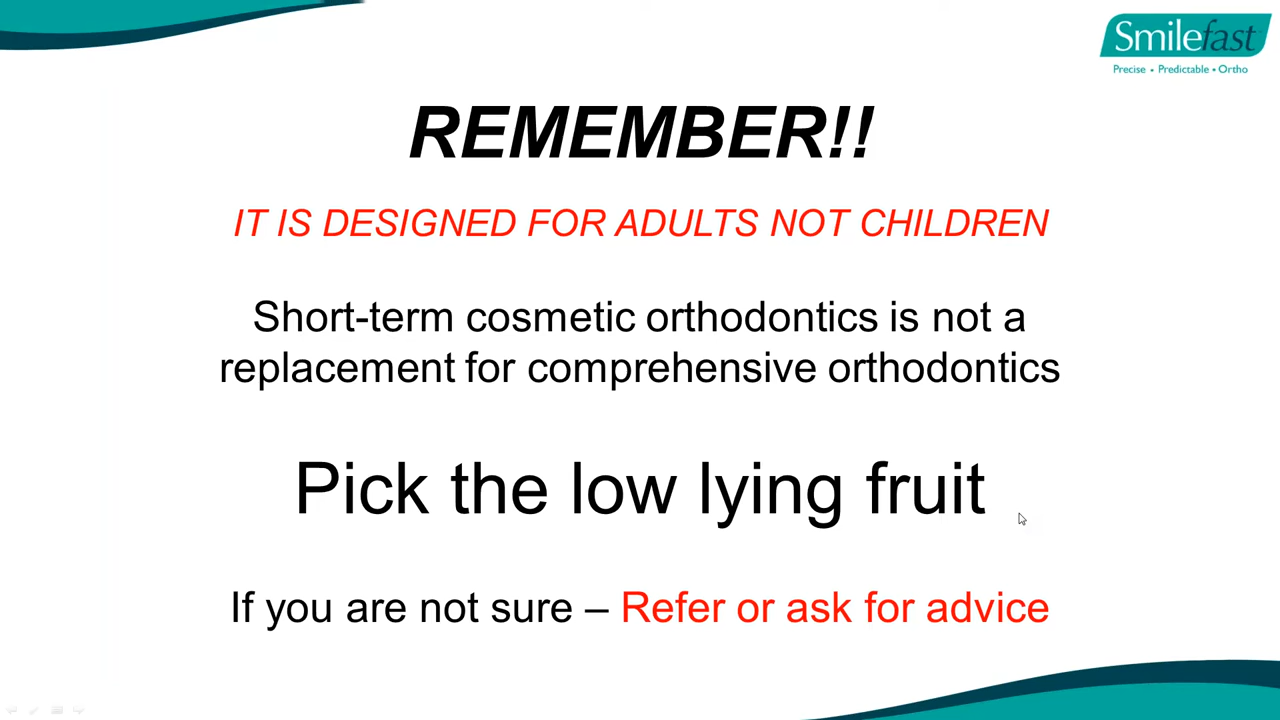 Smilefast
Precise • Predictable • Ortho
REMEMBER!!
IT IS DESIGNED FOR ADULTS NOT CHILDREN
Short-term cosmetic orthodontics is not a
replacement for comprehensive orthodontics
Pick the low lying fruit
If you are not sure – Refer or ask for advice